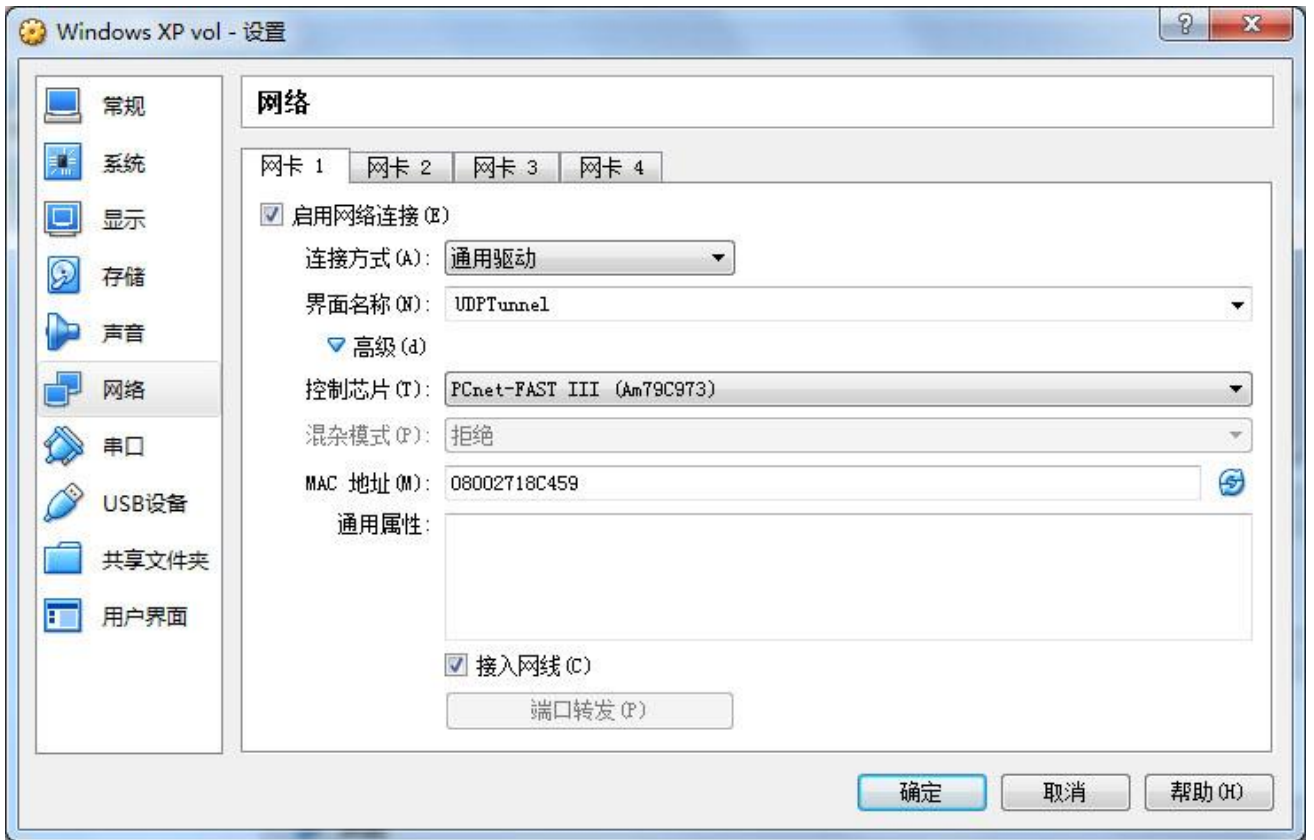 Windows XP vol - 设置
常规
系统
显示
存储
声音
网络
串口
USB设备
共享文件夹
用户界面
网络
网卡 1 网卡 2 网卡 3 网卡 4
启用网络连接(E)
连接方式(A): 通用驱动
界面名称(N): UDPTunnel
高级(d)
控制芯片(T): PCnet-FAST III (Am79C973)
混杂模式(P): 拒绝
MAC 地址(M): 08002718C459
通用属性:
接入网线(C)
端口转发(P)
确定 取消 帮助(H)